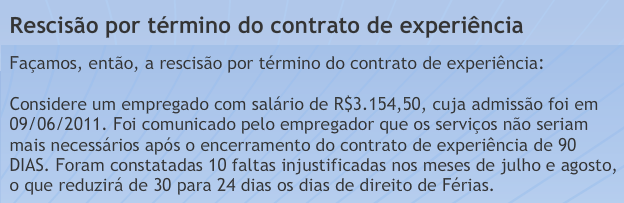 Rescisão por término do contrato de experiência
Façamos, então, a rescisão por término do contrato de experiência:
Considere um empregado com salário de R$3.154,50, cuja admissão foi em
09/06/2011. Foi comunicado pelo empregador que os serviços não seriam
mais necessários após o encerramento do contrato de experiência de 90
DIAS. Foram constatadas 10 faltas injustificadas nos meses de julho e agosto,
o que reduzirá de 30 para 24 dias os dias de direito de Férias.